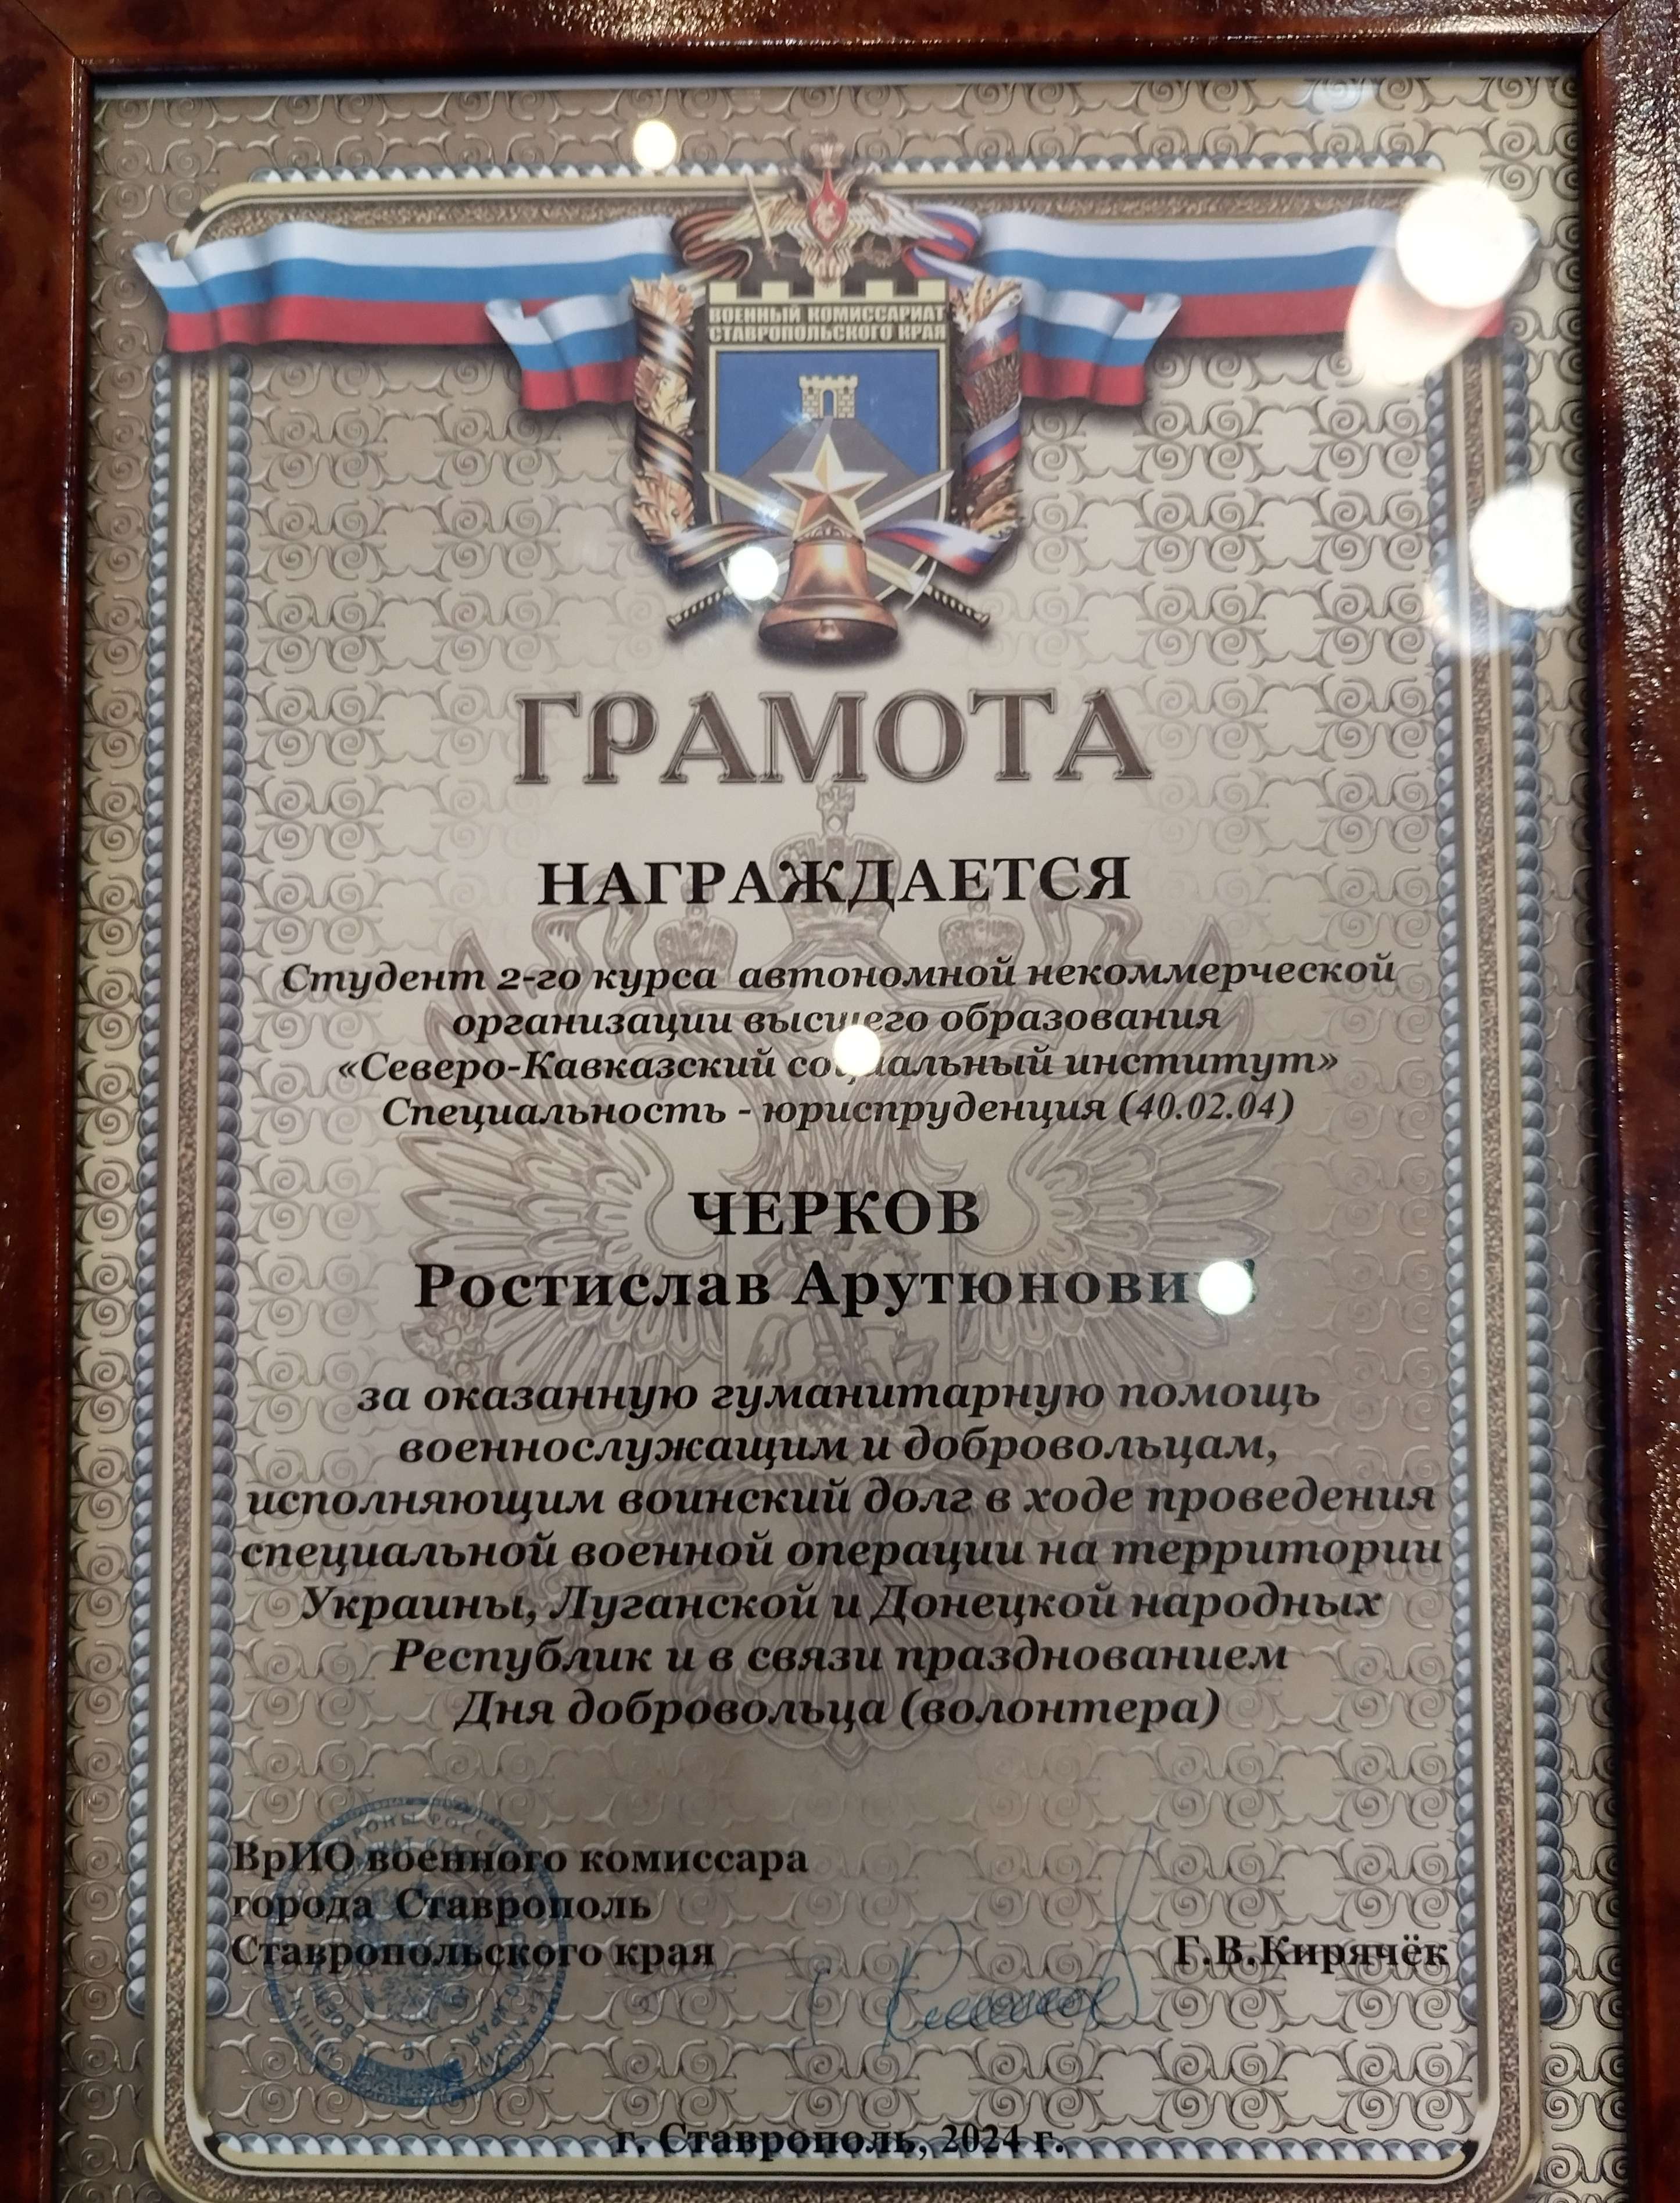 ВОЕННЫЙ КОМИССАРИАТ
СТАВРОПОЛЬСКОГО КРАЯ
ГРАМОТА
НАГРАЖДАЕТСЯ
Студент 2-го курса автономной некоммерческой
организации высшего образования
«Северо-Кавказский социальный институт»
Специальность - юриспруденция (40.02.04)
ЧЕРКОВ
Ростислав Арутюнович
за оказанную гуманитарную помощь
военнослужащим и добровольцам,
исполняющим воинский долг в ходе проведения
специальной военной операции на территории
Украины, Луганской и Донецкой народных
Республик и в связи празднованием
Дня добровольца (волонтера)
ВрИО военного комиссара
города Ставрополь
Ставропольского края
Г.В.Кирячёк
г. Ставрополь, 2024 г.